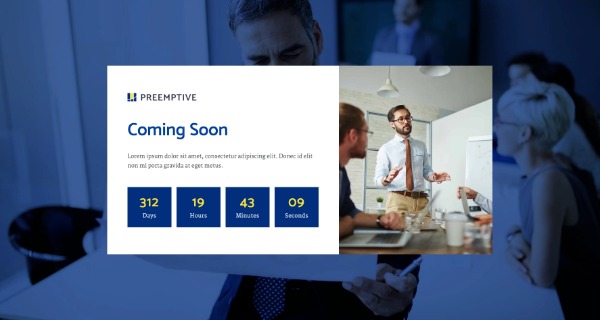 PREEMPTIVE
Coming Soon
Lorem ipsum dolor sit amet, consectetur adipiscing elit. Donec id elit
non mi porta gravida at eget metus.
312 19 43 09
Days Hours Minutes Seconds